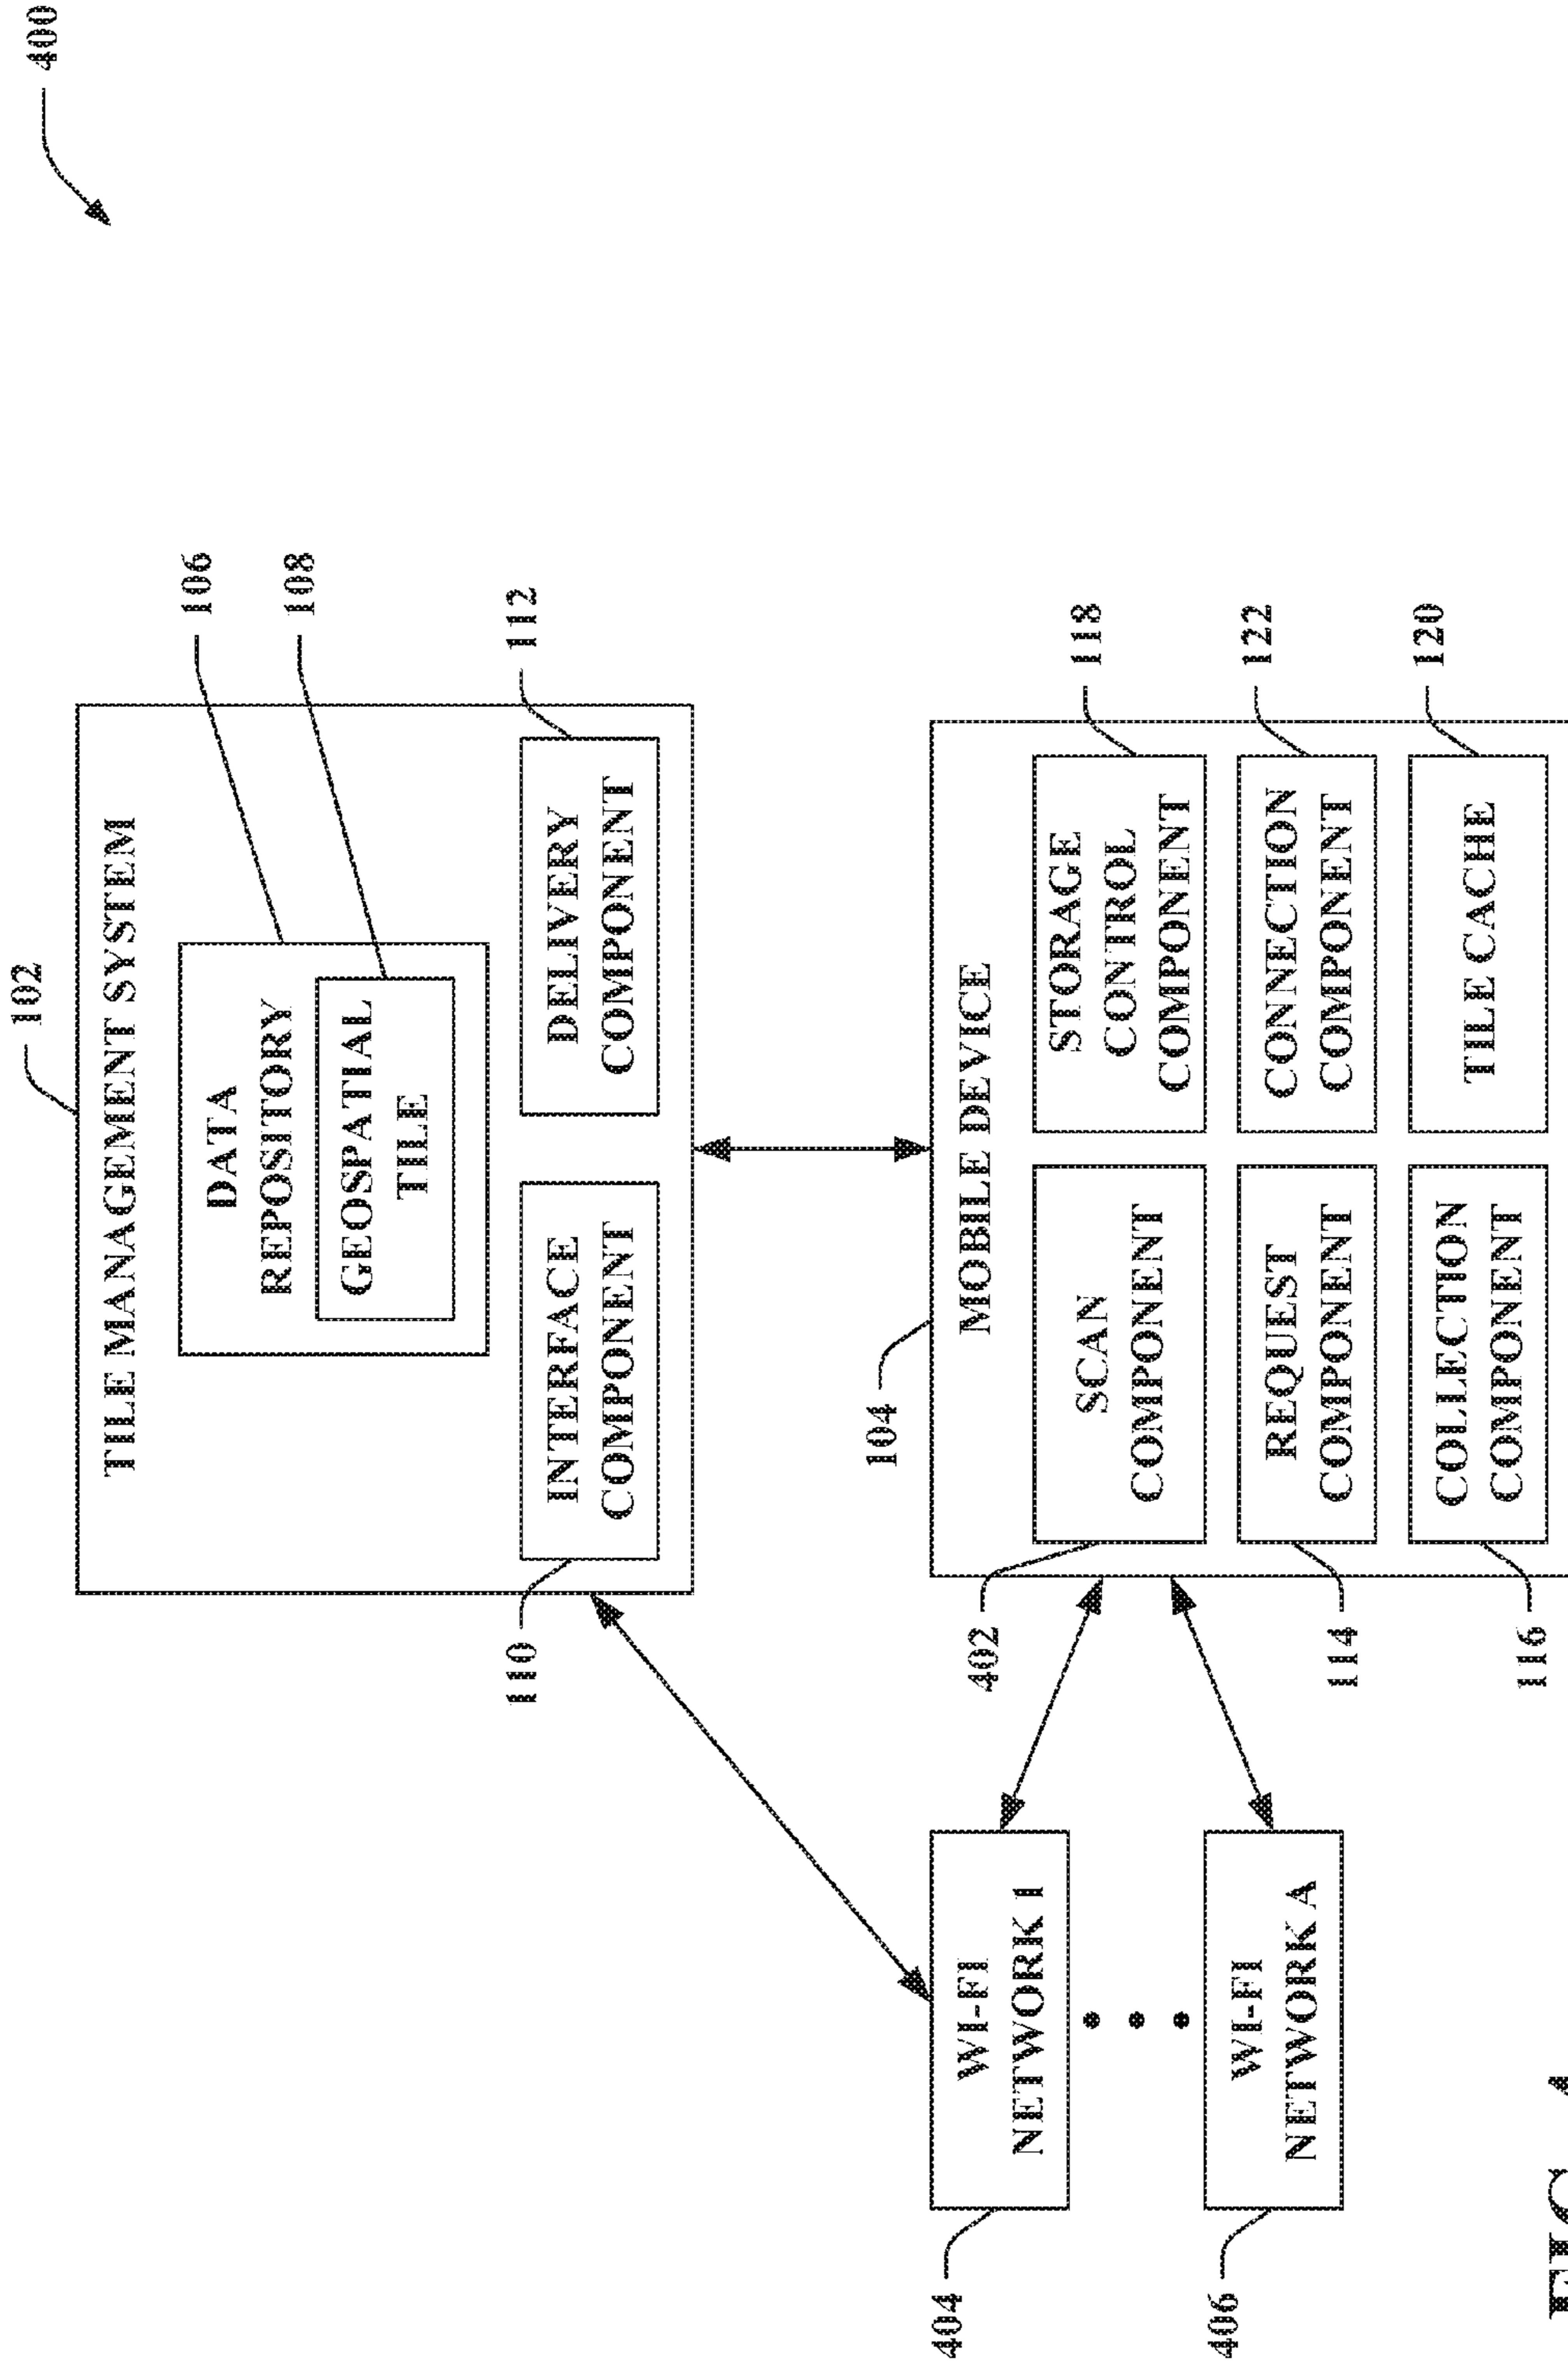 400
102
TILE MANAGEMENT SYSTEM
106
DATA
REPOSITORY
108
GEOSPATIAL
TILE
110
INTERFACE
COMPONENT
112
DELIVERY
COMPONENT
104
MOBILE DEVICE
402
SCAN
COMPONENT
118
STORAGE
CONTROL
COMPONENT
114
REQUEST
COMPONENT
122
CONNECTION
COMPONENT
116
COLLECTION
COMPONENT
120
TILE CACHE
404
WI-FI
NETWORK 1
406
WI-FI
NETWORK A